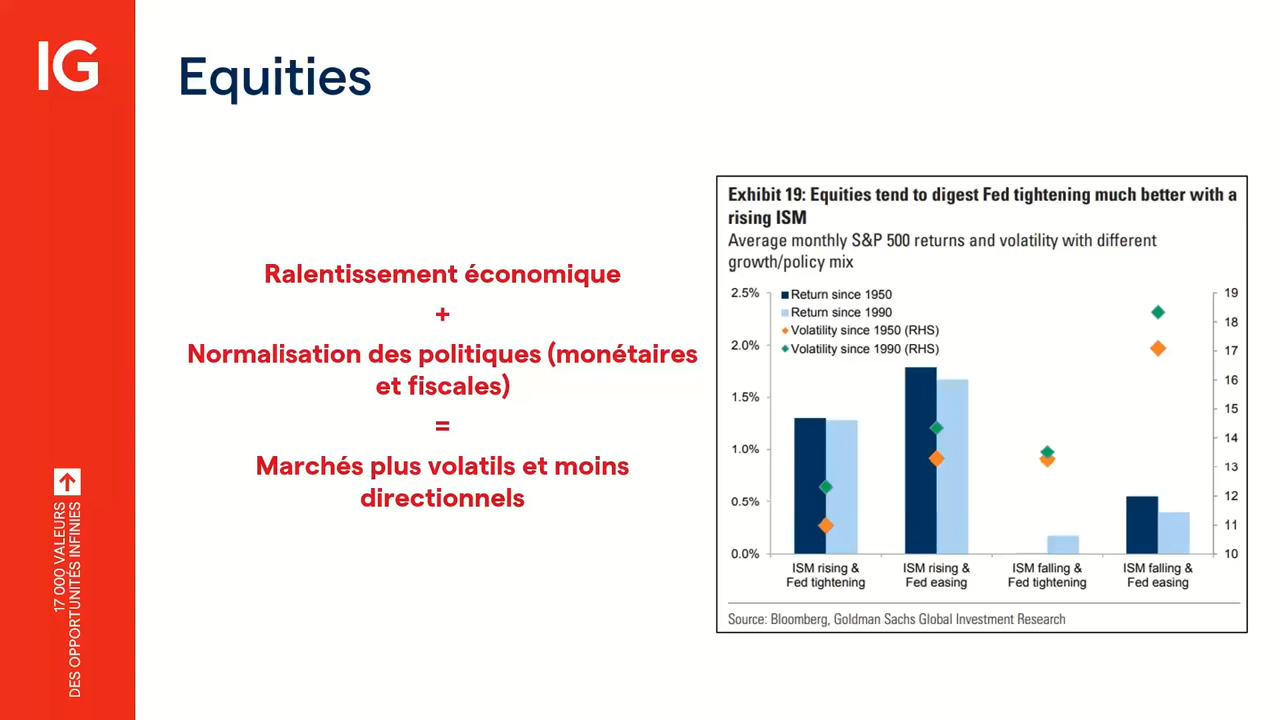 IG
Equities
Ralentissement économique
+
Normalisation des politiques (monétaires
et fiscales)
=
Marchés plus volatils et moins
directionnels
17 000 VALEURS
DES OPPORTUNITÉS INFINIES
Exhibit 19: Equities tend to digest Fed tightening much better with a
rising ISM
Average monthly S&P 500 returns and volatility with different
growth/policy mix
2.5%
2.0%
1.5%
1.0%
0.5%
0.0%
Return since 1950
Return since 1990
Volatility since 1950 (RHS)
Volatility since 1990 (RHS)
19
18
17
16
15
14
13
12
11
10
ISM rising &
Fed tightening
ISM rising &
Fed easing
ISM falling &
Fed tightening
ISM falling &
Fed easing
Source: Bloomberg, Goldman Sachs Global Investment Research